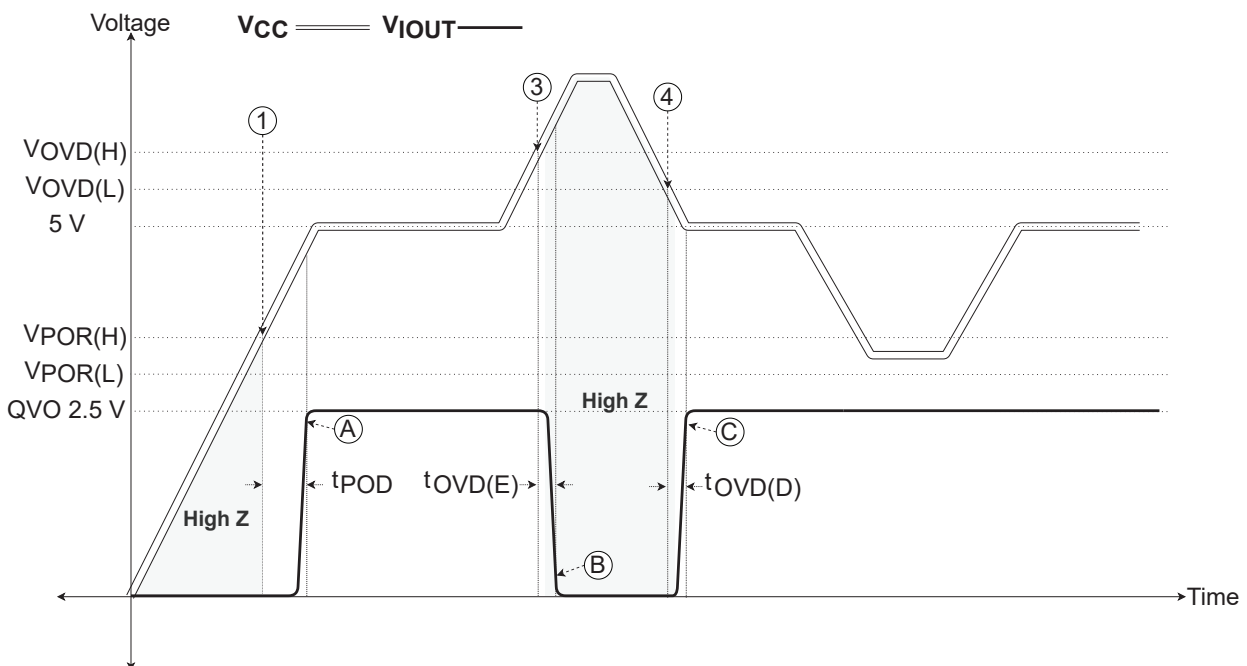 Voltage
VCC VIOUT
3
4
1
VOVD(H)
VOVD(L)
5 V
VPOR(H)
VPOR(L)
QVO 2.5 V
High Z
A
C
tPOD
tOVD(E)
tOVD(D)
High Z
B
Time